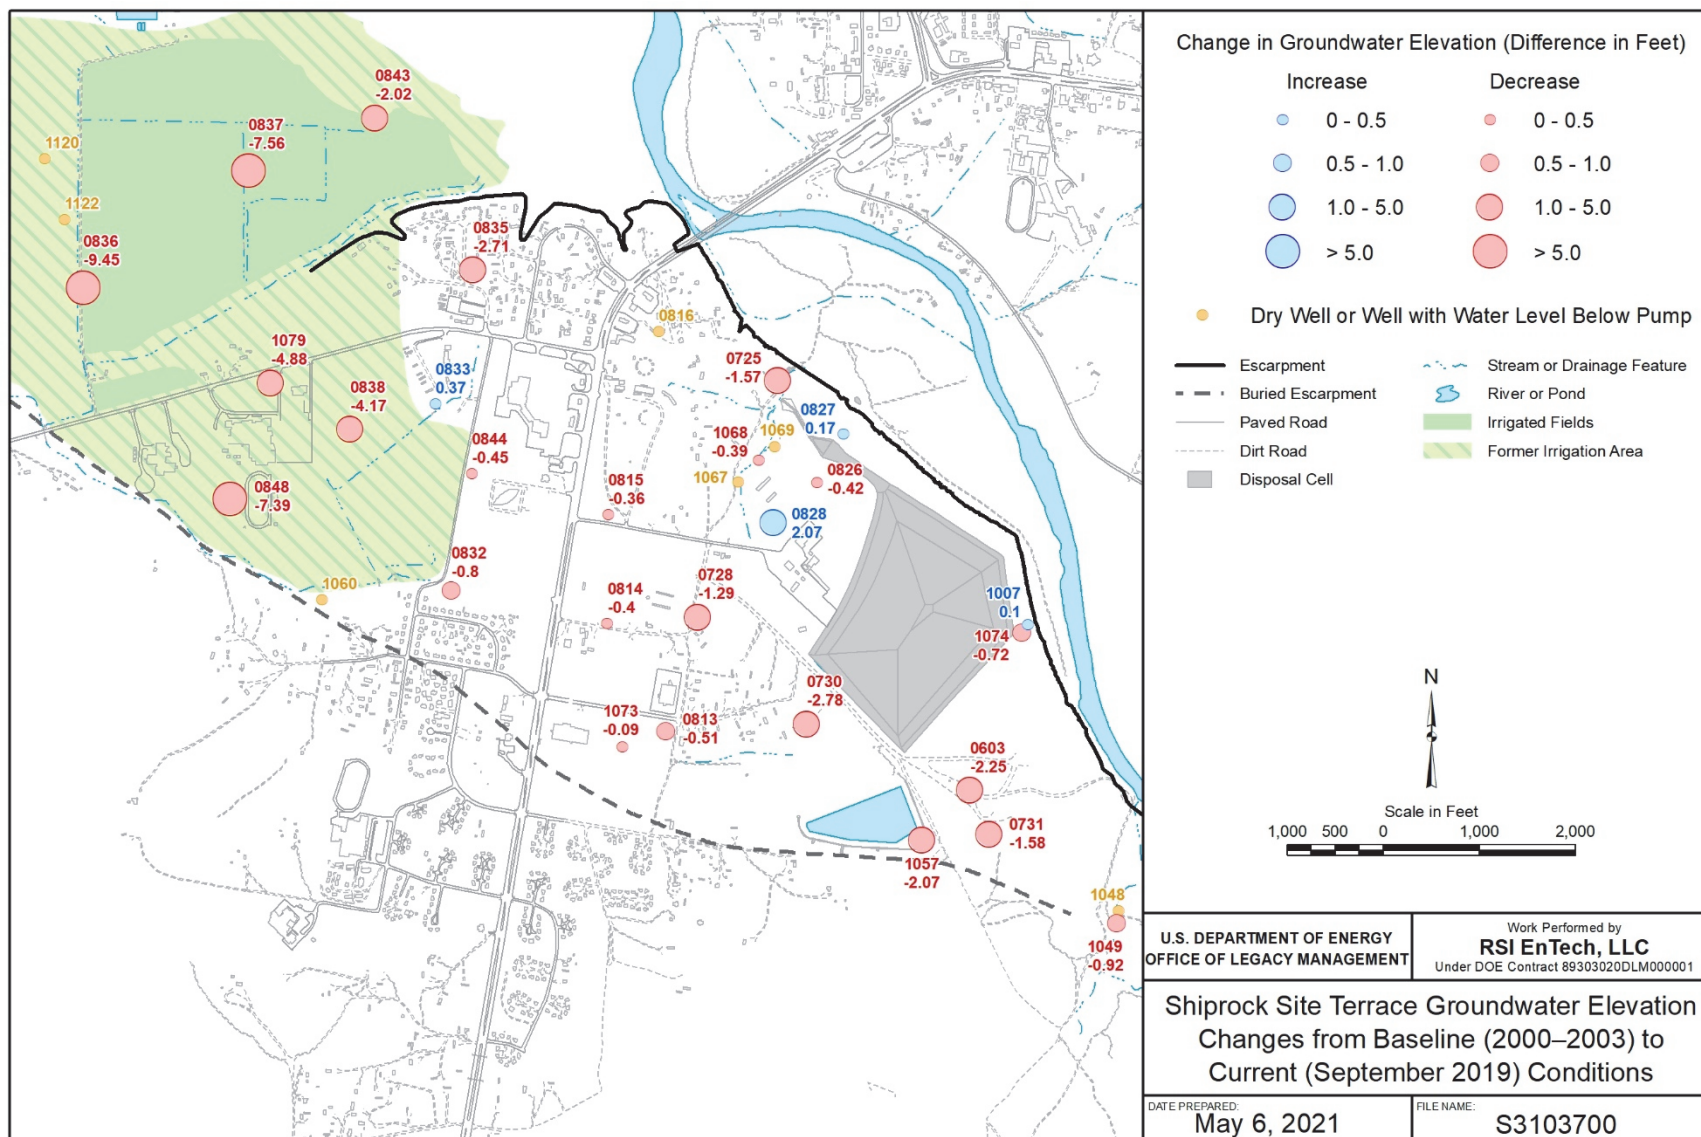 0843
-2.02
0837
-7.56
1120
1122
0836
-9.45
0835
-2.71
0816
1079
-4.88
0838
-4.17
0833
0.37
0725
-1.57
0827
0.17
1068
-0.39
1069
0844
-0.45
0848
-7.39
0815
-0.36
1067
0826
-0.42
0828
2.07
0832
-0.8
1060
0814
-0.4
0728
-1.29
1007
0.1
1074
-0.72
0730
-2.78
1073
-0.09
0813
-0.51
0603
-2.25
0731
-1.58
1057
-2.07
1048
1049
-0.92
Change in Groundwater Elevation (Difference in Feet)
Increase Decrease
0 - 0.5 0 - 0.5
0.5 - 1.0 0.5 - 1.0
1.0 - 5.0 1.0 - 5.0
> 5.0 > 5.0
Dry Well or Well with Water Level Below Pump
Escarpment Stream or Drainage Feature
Buried Escarpment River or Pond
Paved Road Irrigated Fields
Dirt Road Former Irrigation Area
Disposal Cell
N
Scale in Feet
1,000 500 0 1,000 2,000
U.S. DEPARTMENT OF ENERGY
OFFICE OF LEGACY MANAGEMENT
Work Performed by
RSI EnTech, LLC
Under DOE Contract 89303020DLM000001
Shiprock Site Terrace Groundwater Elevation
Changes from Baseline (2000–2003) to
Current (September 2019) Conditions
DATE PREPARED:
May 6, 2021
FILE NAME:
S3103700